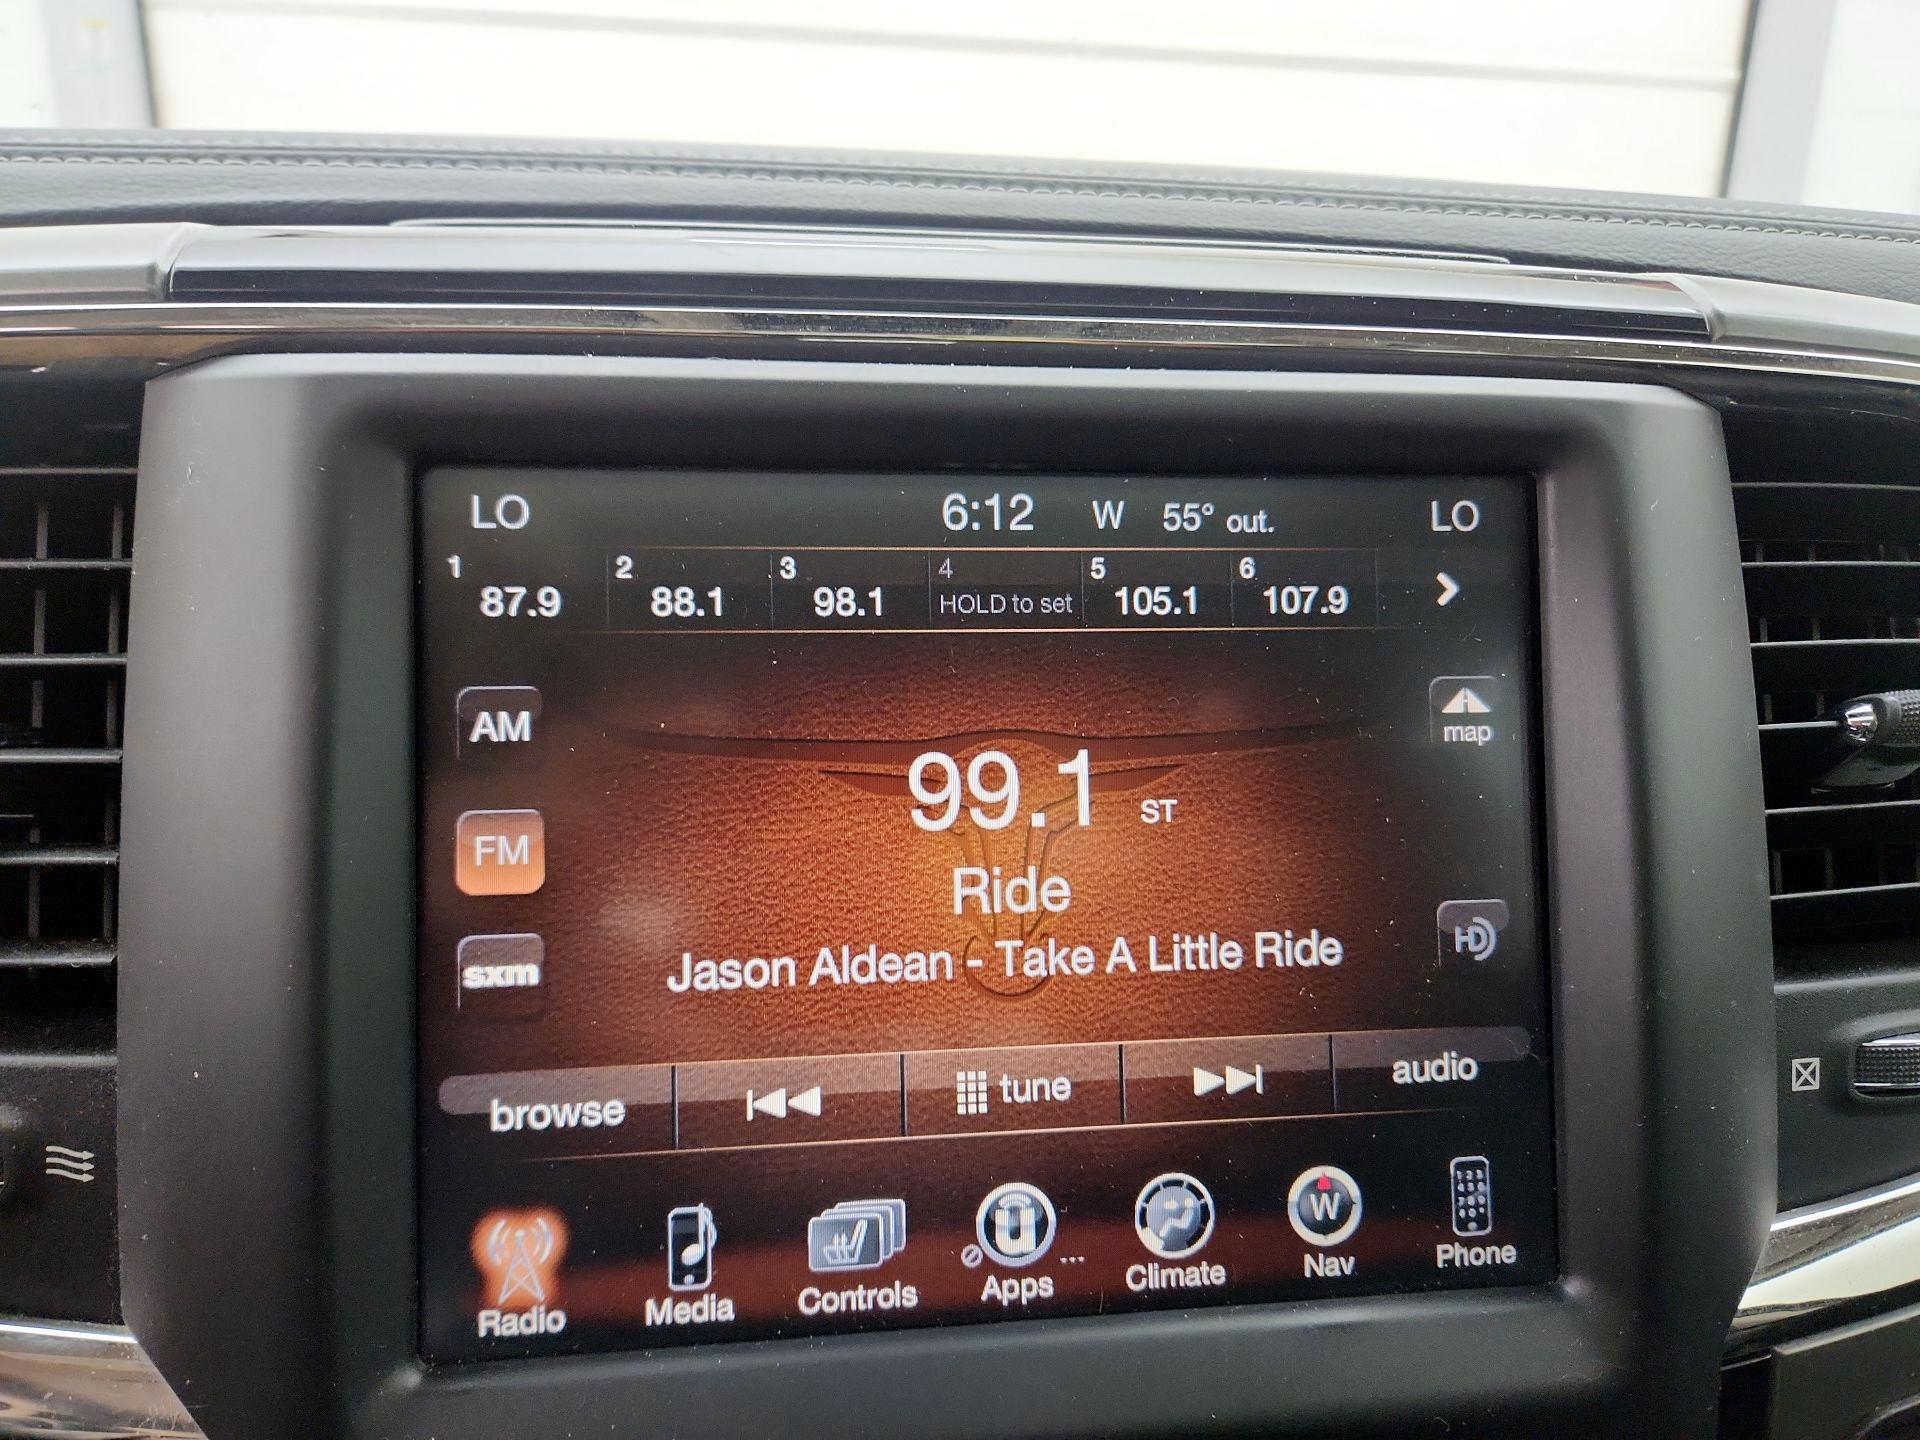 LO 6:12 W 55° out. LO
1 2 3 4 5 6
87.9 88.1 98.1 HOLD to set 105.1 107.9
AM
map
99.1 ST
FM
Ride
HD
Jason Aldean - Take A Little Ride
sxm
browse tune audio
Radio Media Controls Apps ... Climate Nav Phone
W